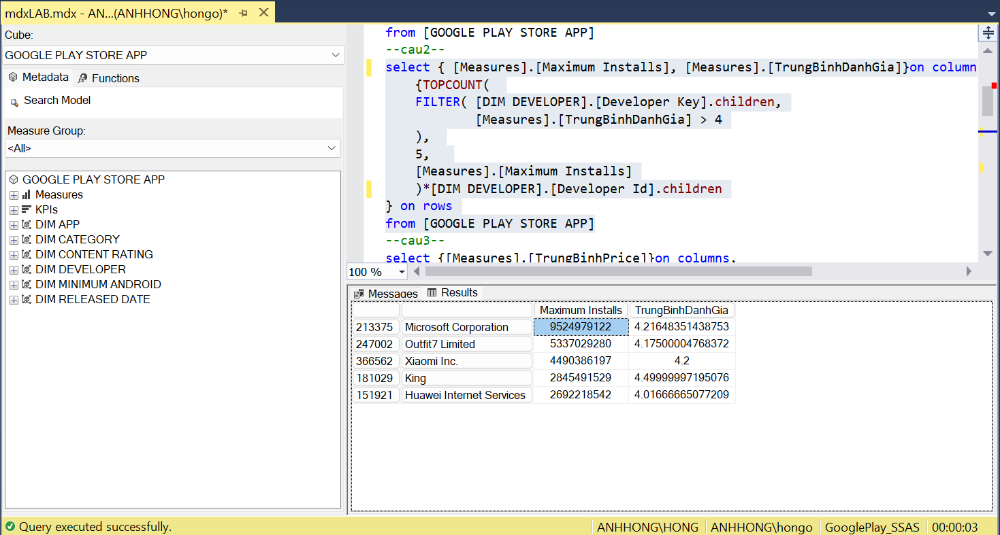 mdxLAB.mdx - AN...(ANHHONG\hongo)*
Cube:
GOOGLE PLAY STORE APP
Metadata
Functions
Search Model
Measure Group:
<All>
GOOGLE PLAY STORE APP
Measures
KPIs
DIM APP
DIM CATEGORY
DIM CONTENT RATING
DIM DEVELOPER
DIM MINIMUM ANDROID
DIM RELEASED DATE
from [GOOGLE PLAY STORE APP]
--cau2--
select { [Measures].[Maximum Installs], [Measures].[TrungBinhDanhGia]}on column
{TOPCOUNT(
FILTER( [DIM DEVELOPER].[Developer Key].children,
[Measures].[TrungBinhDanhGia] > 4
),
5,
[Measures].[Maximum Installs]
)*[DIM DEVELOPER].[Developer Id].children
} on rows
from [GOOGLE PLAY STORE APP]
--cau3--
select {[Measures].[TrungBinhPrice]}on columns,
100 %
Messages Results
Maximum Installs TrungBinhDanhGia
213375 Microsoft Corporation 9524979122 4.21648351438753
247002 Outfit7 Limited 5337029280 4.17500004768372
366562 Xiaomi Inc. 4490386197 4.2
181029 King 2845491529 4.49999997195076
151921 Huawei Internet Services 2692218542 4.01666665077209
Query executed successfully. ANHHONG\HONG ANHHONG\hongo GooglePlay_SSAS 00:00:03